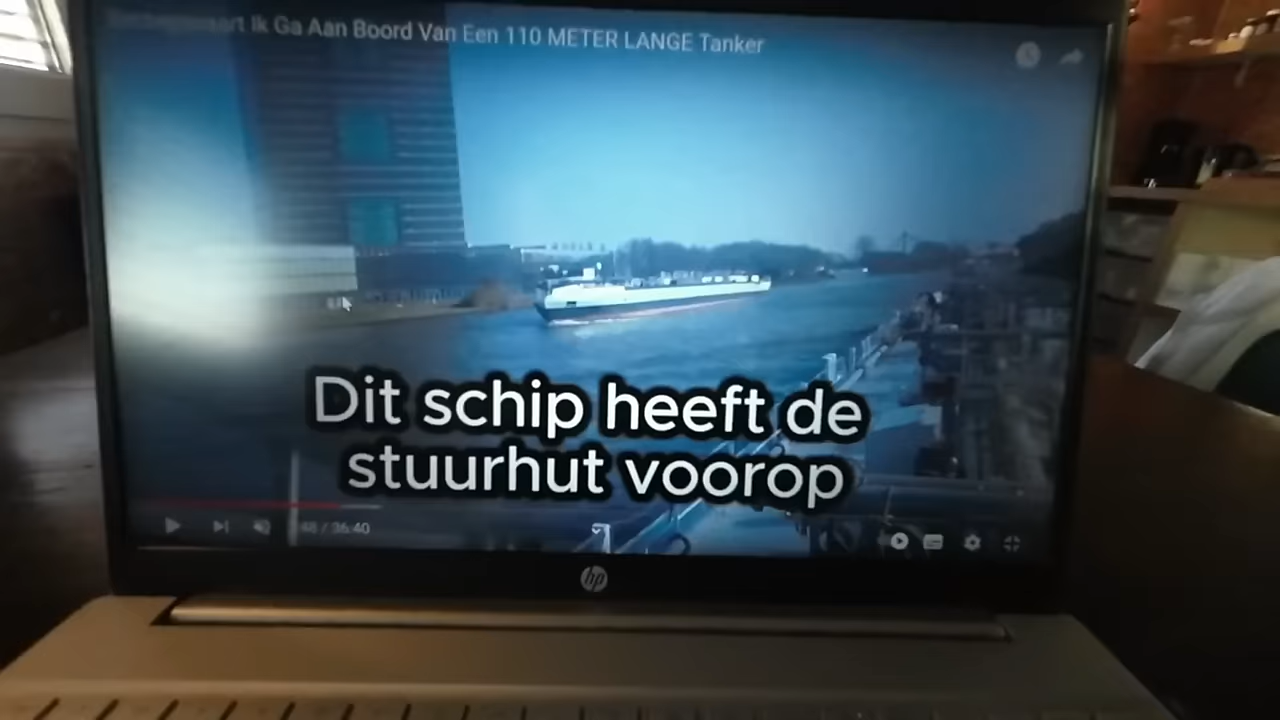 Ik Ga Aan Boord Van Een 110 METER LANGE Tanker
Dit schip heeft de
stuurhut voorop
48 / 36:40
hp